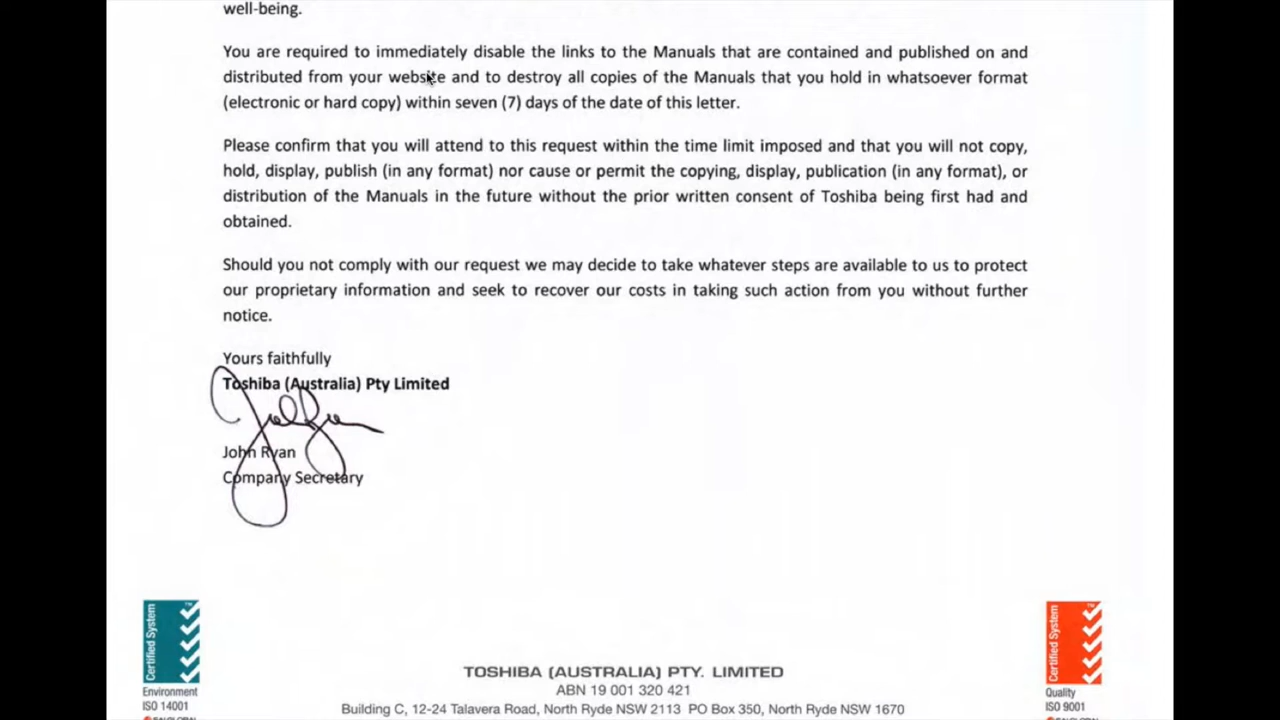 well-being.
You are required to immediately disable the links to the Manuals that are contained and published on and
distributed from your website and to destroy all copies of the Manuals that you hold in whatsoever format
(electronic or hard copy) within seven (7) days of the date of this letter.
Please confirm that you will attend to this request within the time limit imposed and that you will not copy,
hold, display, publish (in any format) nor cause or permit the copying, display, publication (in any format), or
distribution of the Manuals in the future without the prior written consent of Toshiba being first had and
obtained.
Should you not comply with our request we may decide to take whatever steps are available to us to protect
our proprietary information and seek to recover our costs in taking such action from you without further
notice.
Yours faithfully
Toshiba (Australia) Pty Limited
John Ryan
Company Secretary
Certified System
TM
Environment
ISO 14001
Certified System
TM
Quality
ISO 9001
TOSHIBA (AUSTRALIA) PTY. LIMITED
ABN 19 001 320 421
Building C, 12-24 Talavera Road, North Ryde NSW 2113 PO Box 350, North Ryde NSW 1670